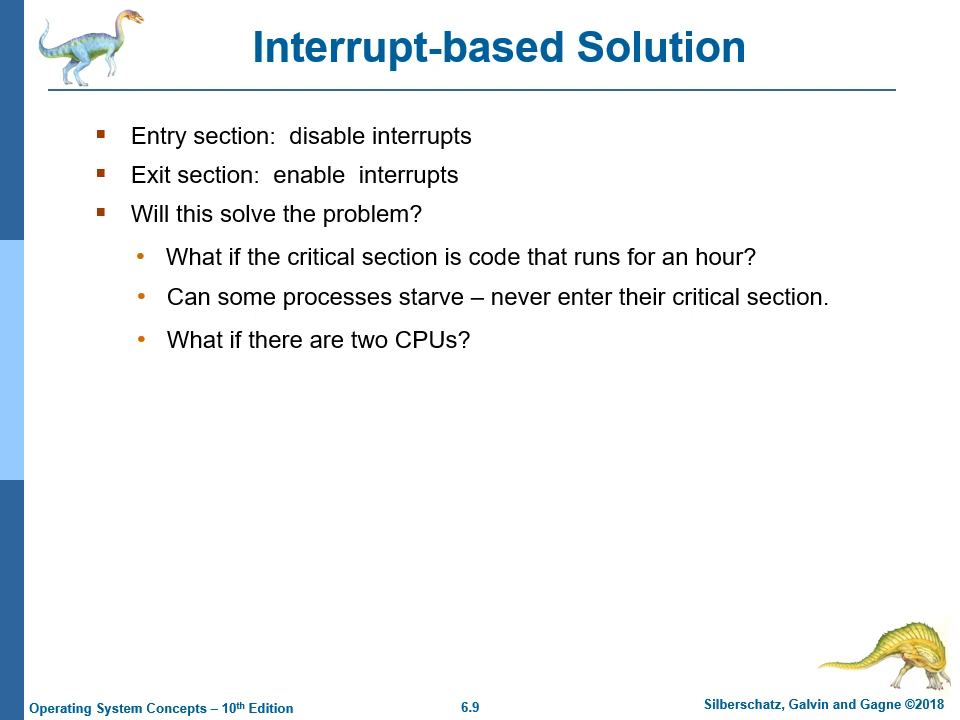 Interrupt-based Solution
Entry section:  disable interrupts
Exit section:  enable  interrupts
Will this solve the problem?
What if the critical section is code that runs for an hour?
Can some processes starve – never enter their critical section.
What if there are two CPUs?
Operating System Concepts – 10th Edition
6.9
Silberschatz, Galvin and Gagne ©2018